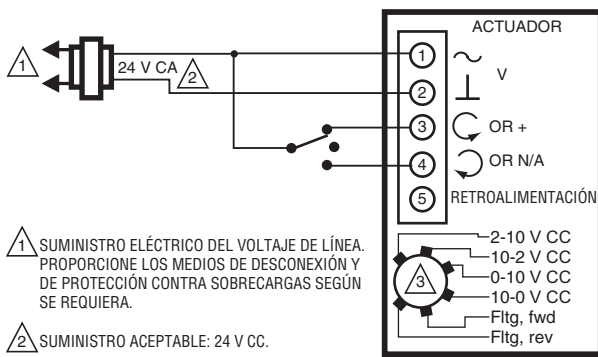 ACTUADOR
1
24 V CA
2
1
V
2
3
OR +
4
OR N/A
5
RETROALIMENTACIÓN
1
SUMINISTRO ELÉCTRICO DEL VOLTAJE DE LÍNEA.
PROPORCIONE LOS MEDIOS DE DESCONEXIÓN Y
DE PROTECCIÓN CONTRA SOBRECARGAS SEGÚN
SE REQUIERA.
2
SUMINISTRO ACEPTABLE: 24 V CC.
3
2-10 V CC
10-2 V CC
0-10 V CC
10-0 V CC
Fltg, fwd
Fltg, rev